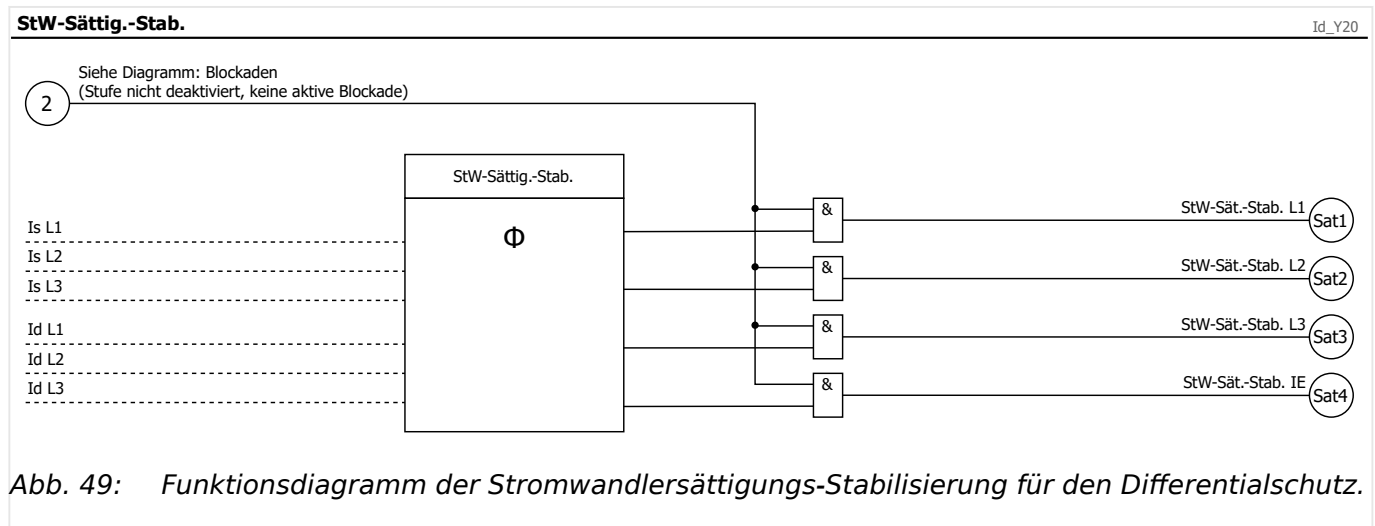 StW-Sättig.-Stab.
Id_Y20
Siehe Diagramm: Blockaden
2
(Stufe nicht deaktiviert, keine aktive Blockade)
StW-Sättig.-Stab.
Φ
Is L1
Is L2
Is L3
Id L1
Id L2
Id L3
&
StW-Sät.-Stab. L1
Sat1
&
StW-Sät.-Stab. L2
Sat2
&
StW-Sät.-Stab. L3
Sat3
&
StW-Sät.-Stab. IE
Sat4
Abb. 49: Funktionsdiagramm der Stromwandlersättigungs-Stabilisierung für den Differentialschutz.